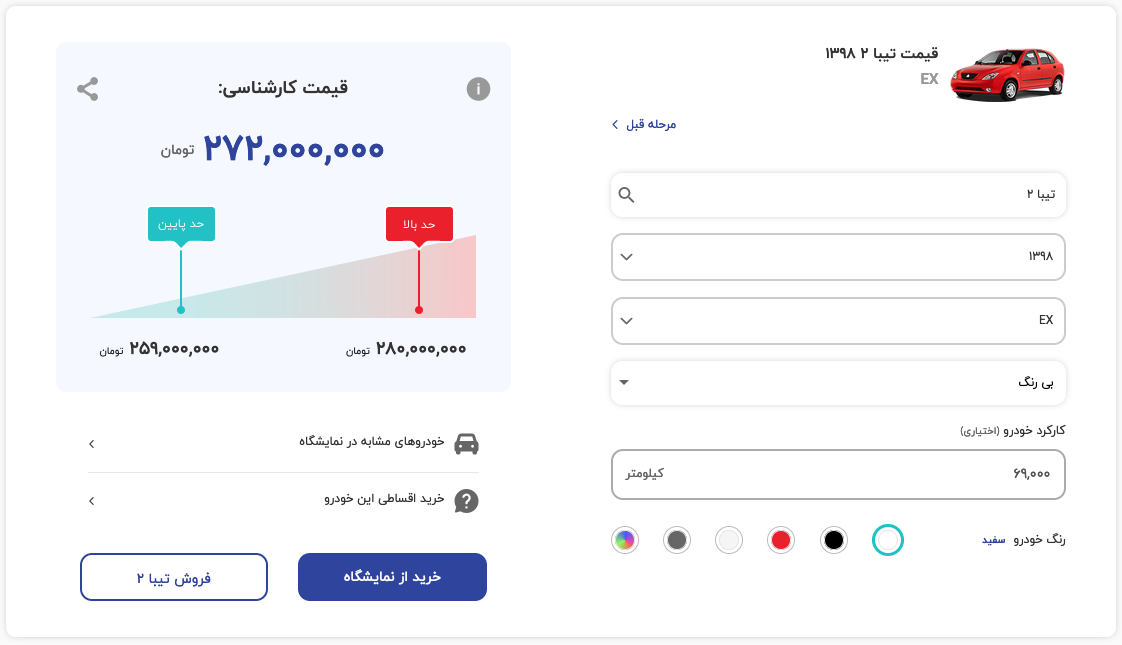 قیمت تیبا ۲ ۱۳۹۸
EX
مرحله قبل
تیبا ۲
۱۳۹۸
EX
بی رنگ
کارکرد خودرو (اختیاری)
۶۹,۰۰۰ کیلومتر
رنگ خودرو سفید
قیمت کارشناسی:
۲۷۲,۰۰۰,۰۰۰ تومان
حد بالا
حد پایین
۲۸۰,۰۰۰,۰۰۰ تومان
۲۵۹,۰۰۰,۰۰۰ تومان
خودروهای مشابه در نمایشگاه
خرید اقساطی این خودرو
خرید از نمایشگاه
فروش تیبا ۲